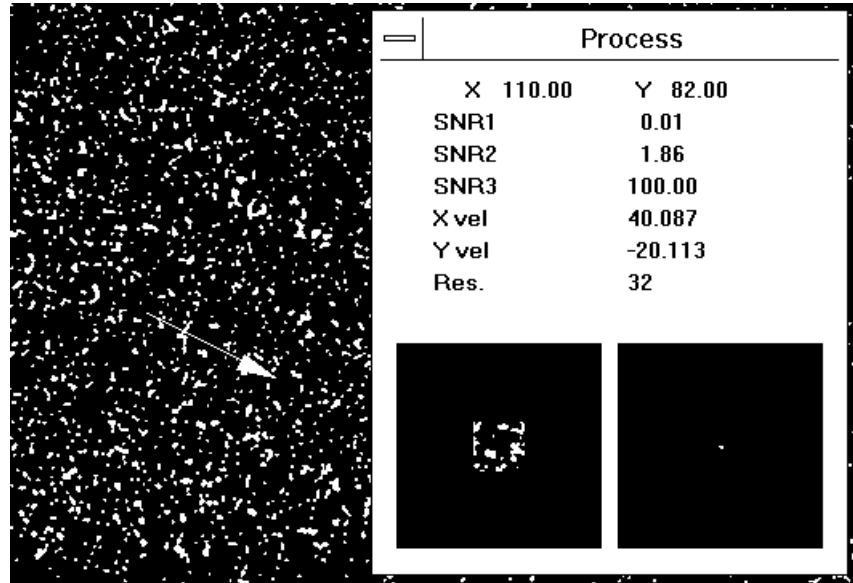 Process
X 110.00 Y 82.00
SNR1 0.01
SNR2 1.86
SNR3 100.00
X vel 40.087
Y vel -20.113
Res. 32